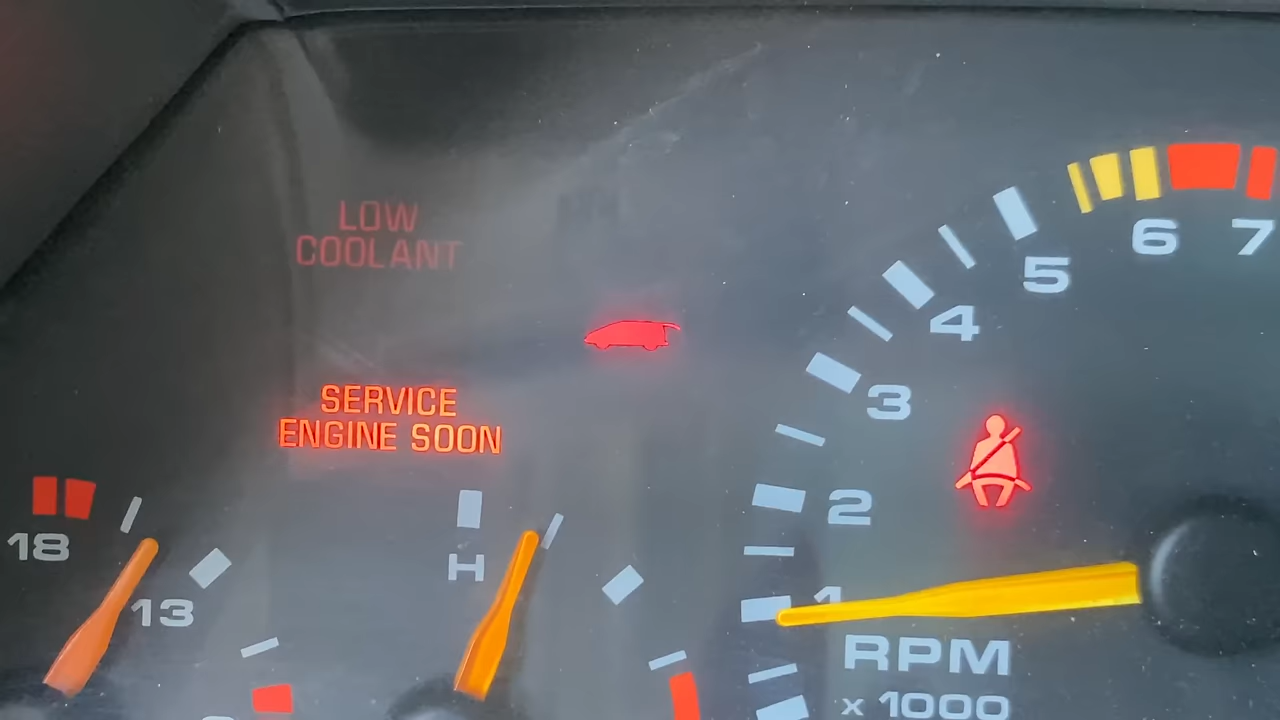 LOW
COOLANT
SERVICE
ENGINE SOON
18
13
H
1
2
3
4
5
6
7
RPM
x 1000